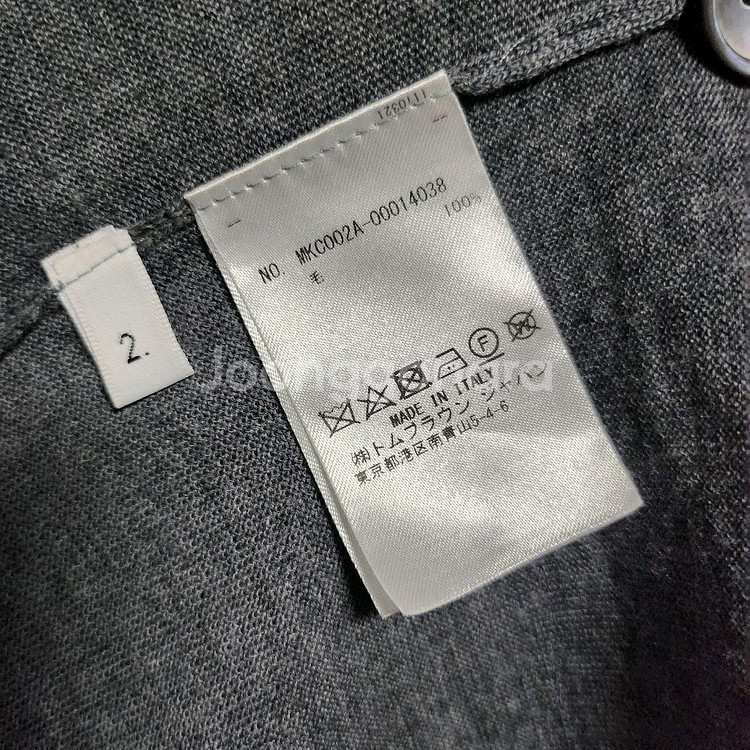 1170321
NO. MKC002A-00014038
毛 100%
2.
F
W
MADE IN ITALY
㈱トムブラウン ジャパン
東京都港区南青山5-4-6